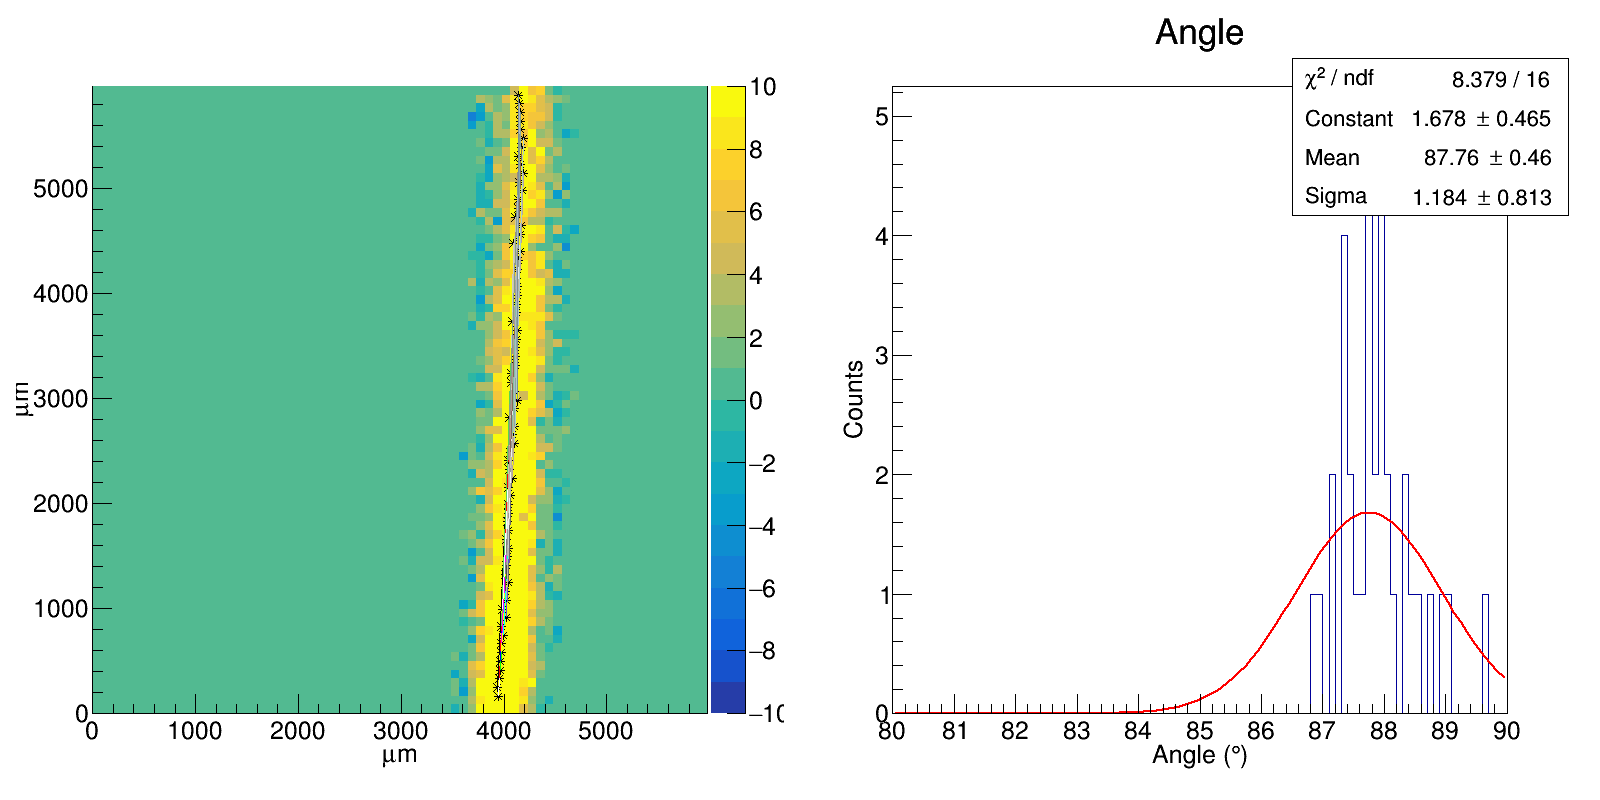 Angle
χ² / ndf 8.379 / 16
Constant 1.678 ± 0.465
Mean 87.76 ± 0.46
Sigma 1.184 ± 0.813
μm
5000
4000
3000
2000
1000
0
0 1000 2000 3000 4000 5000
μm
10
8
6
4
2
0
−2
−4
−6
−8
−10
Counts
5
4
3
2
1
0
80 81 82 83 84 85 86 87 88 89 90
Angle (°)